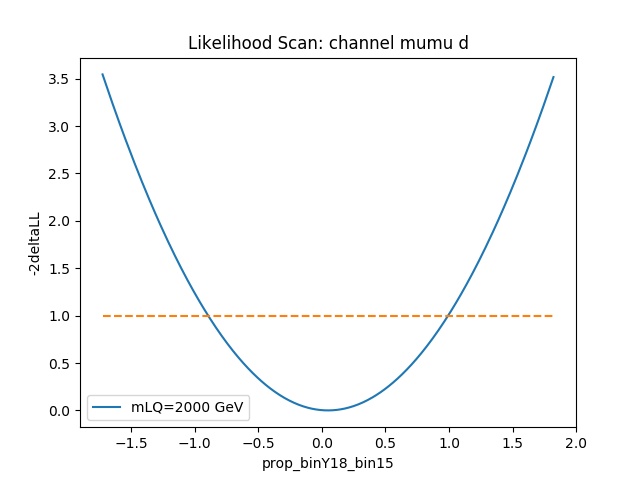 Likelihood Scan: channel mumu d
-2deltaLL
3.5
3.0
2.5
2.0
1.5
1.0
0.5
0.0
mLQ=2000 GeV
−1.5 −1.0 −0.5 0.0 0.5 1.0 1.5 2.0
prop_binY18_bin15